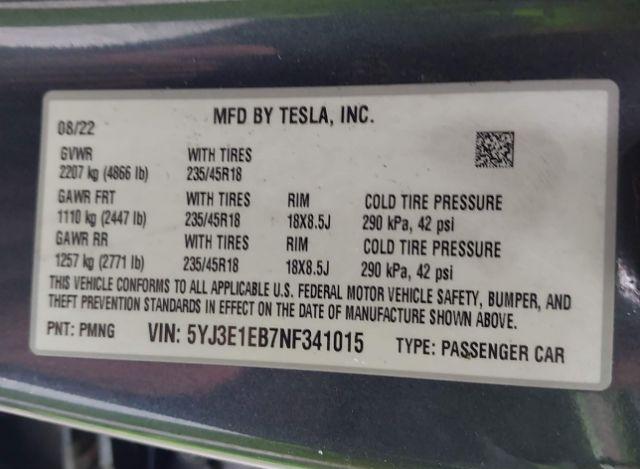 MFD BY TESLA, INC.
08/22
GVWR WITH TIRES
2207 kg (4866 lb) 235/45R18
GAWR FRT WITH TIRES RIM COLD TIRE PRESSURE
1110 kg (2447 lb) 235/45R18 18X8.5J 290 kPa, 42 psi
GAWR RR WITH TIRES RIM COLD TIRE PRESSURE
1257 kg (2771 lb) 235/45R18 18X8.5J 290 kPa, 42 psi
THIS VEHICLE CONFORMS TO ALL APPLICABLE U.S. FEDERAL MOTOR VEHICLE SAFETY, BUMPER, AND
THEFT PREVENTION STANDARDS IN EFFECT ON THE DATE OF MANUFACTURE SHOWN ABOVE.
PNT: PMNG VIN: 5YJ3E1EB7NF341015 TYPE: PASSENGER CAR